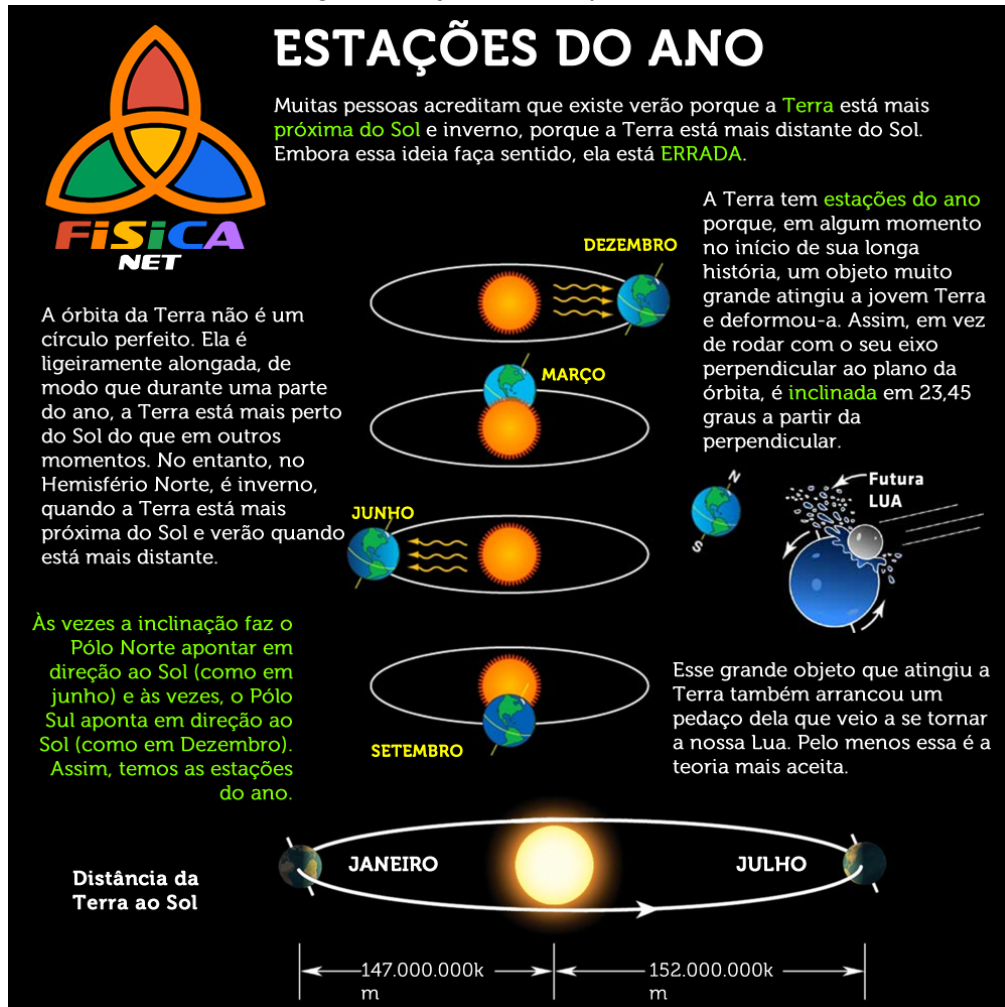 ESTAÇÕES DO ANO
Muitas pessoas acreditam que existe verão porque a Terra está mais
próxima do Sol e inverno, porque a Terra está mais distante do Sol.
Embora essa ideia faça sentido, ela está ERRADA.
FiSiCA
NET
A Terra tem estações do ano
porque, em algum momento
no início de sua longa
história, um objeto muito
grande atingiu a jovem Terra
e deformou-a. Assim, em vez
de rodar com o seu eixo
perpendicular ao plano da
órbita, é inclinada em 23,45
graus a partir da
perpendicular.
DEZEMBRO
A órbita da Terra não é um
círculo perfeito. Ela é
ligeiramente alongada, de
modo que durante uma parte
do ano, a Terra está mais perto
do Sol do que em outros
momentos. No entanto, no
Hemisfério Norte, é inverno,
quando a Terra está mais
próxima do Sol e verão quando
está mais distante.
MARÇO
JUNHO
N
S
Futura
LUA
Às vezes a inclinação faz o
Pólo Norte apontar em
direção ao Sol (como em
junho) e às vezes, o Pólo
Sul aponta em direção ao
Sol (como em Dezembro).
Assim, temos as estações
do ano.
SETEMBRO
Esse grande objeto que atingiu a
Terra também arrancou um
pedaço dela que veio a se tornar
a nossa Lua. Pelo menos essa é a
teoria mais aceita.
Distância da
Terra ao Sol
JANEIRO
JULHO
147.000.000k
m
152.000.000k
m